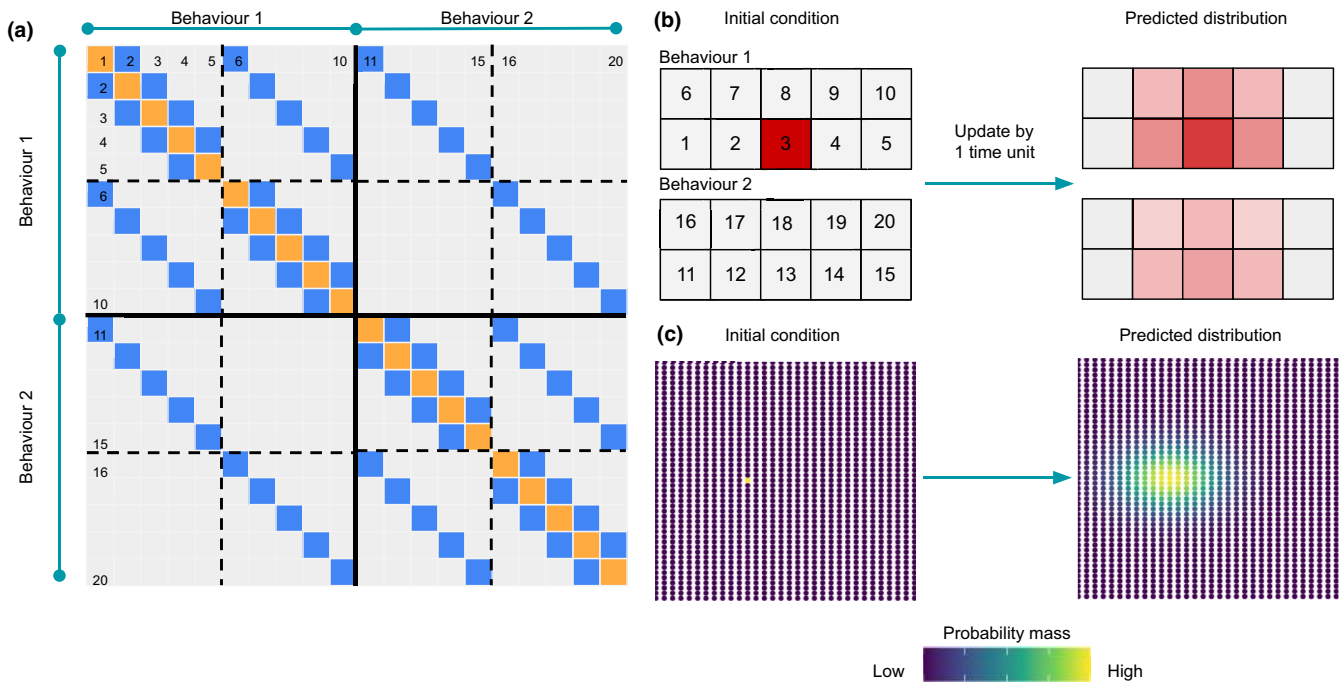 (a)
Behaviour 1
Behaviour 2
Behaviour 1
Behaviour 2
1 2 3 4 5 6 10 11 15 16 20
2
3
4
5
6
10
11
15
16
20
(b)
Initial condition
Predicted distribution
Behaviour 1
6 7 8 9 10
1 2 3 4 5
Update by
1 time unit
Behaviour 2
16 17 18 19 20
11 12 13 14 15
(c)
Initial condition
Predicted distribution
Probability mass
Low
High